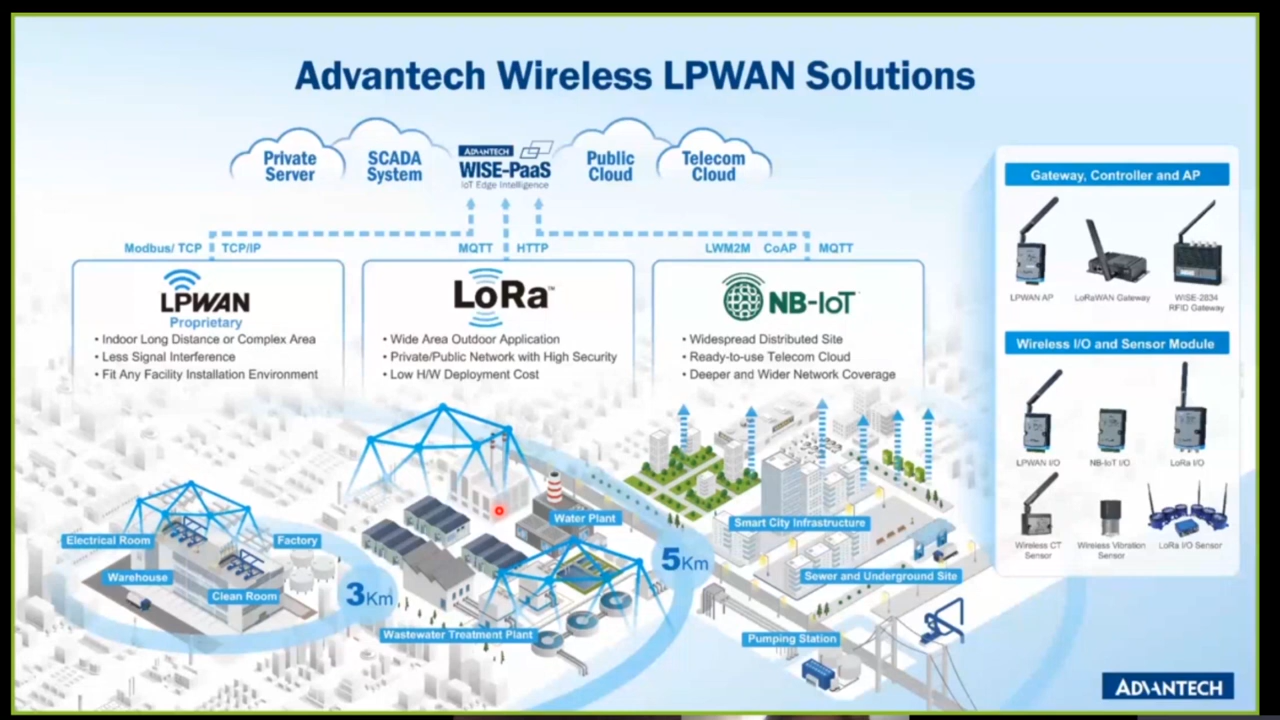 Advantech Wireless LPWAN Solutions
Private
Server
SCADA
System
ADVANTECH
WISE-PaaS
IoT Edge Intelligence
Public
Cloud
Telecom
Cloud
Modbus/ TCP
TCP/IP
MQTT
HTTP
LWM2M
CoAP
MQTT
LPWAN
Proprietary
• Indoor Long Distance or Complex Area
• Less Signal Interference
• Fit Any Facility Installation Environment
LoRa™
• Wide Area Outdoor Application
• Private/Public Network with High Security
• Low H/W Deployment Cost
NB-IoT
• Widespread Distributed Site
• Ready-to-use Telecom Cloud
• Deeper and Wider Network Coverage
Electrical Room
Factory
Warehouse
Clean Room
3Km
Water Plant
Wastewater Treatment Plant
5Km
Smart City Infrastructure
Sewer and Underground Site
Pumping Station
Gateway, Controller and AP
LPWAN AP
LoRaWAN Gateway
WISE-2834
RFID Gateway
Wireless I/O and Sensor Module
LPWAN I/O
NB-IoT I/O
LoRa I/O
Wireless CT
Sensor
Wireless Vibration
Sensor
LoRa I/O Sensor
ADVANTECH